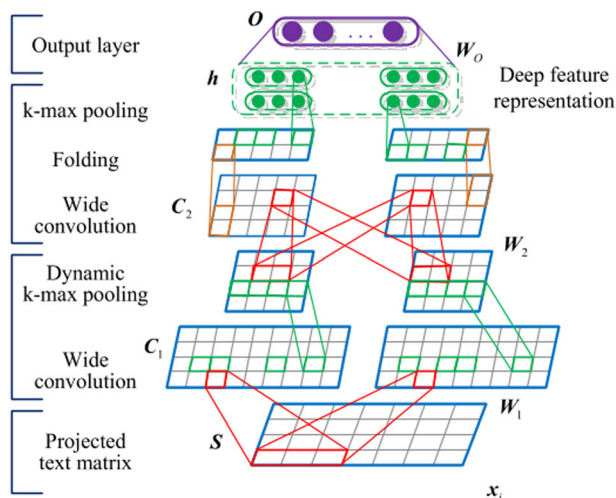 O
Output layer
W_O
h
Deep feature
representation
k-max pooling
Folding
Wide
convolution
C_2
W_2
Dynamic
k-max pooling
C_1
Wide
convolution
W_1
Projected
text matrix
S
x_i